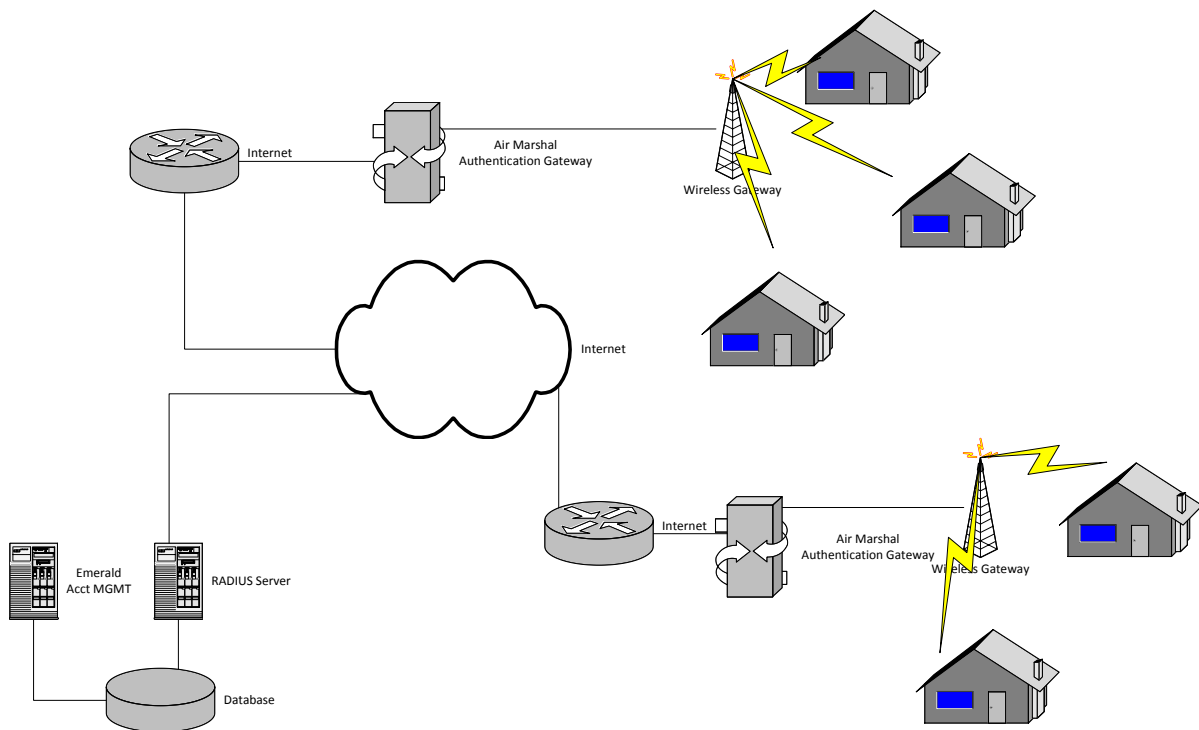 Internet
Air Marshal
Authentication Gateway
Wireless Gateway
Internet
Internet
Air Marshal
Authentication Gateway
Wireless Gateway
Emerald
Acct MGMT
RADIUS Server
Database